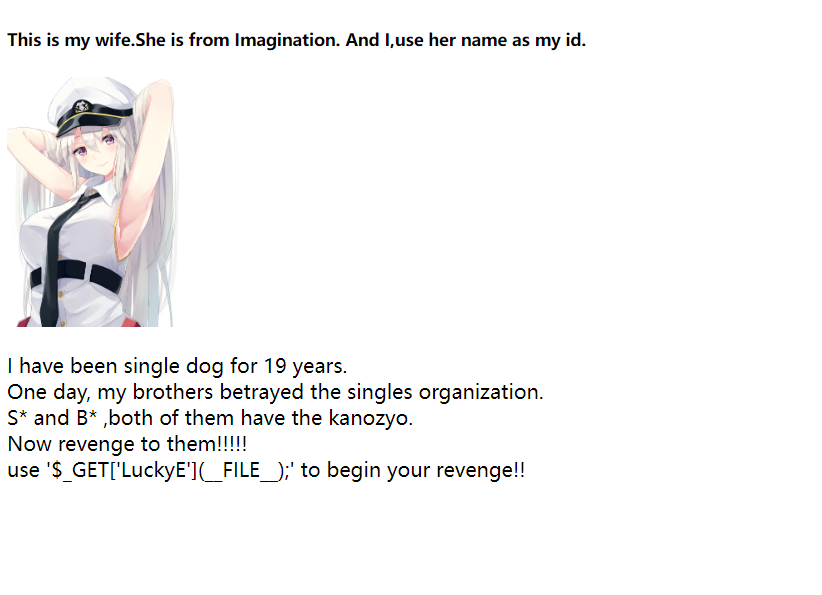 This is my wife.She is from Imagination. And I,use her name as my id.
I have been single dog for 19 years.
One day, my brothers betrayed the singles organization.
S* and B* ,both of them have the kanozyo.
Now revenge to them!!!!!
use '$_GET['LuckyE'](__FILE__);' to begin your revenge!!